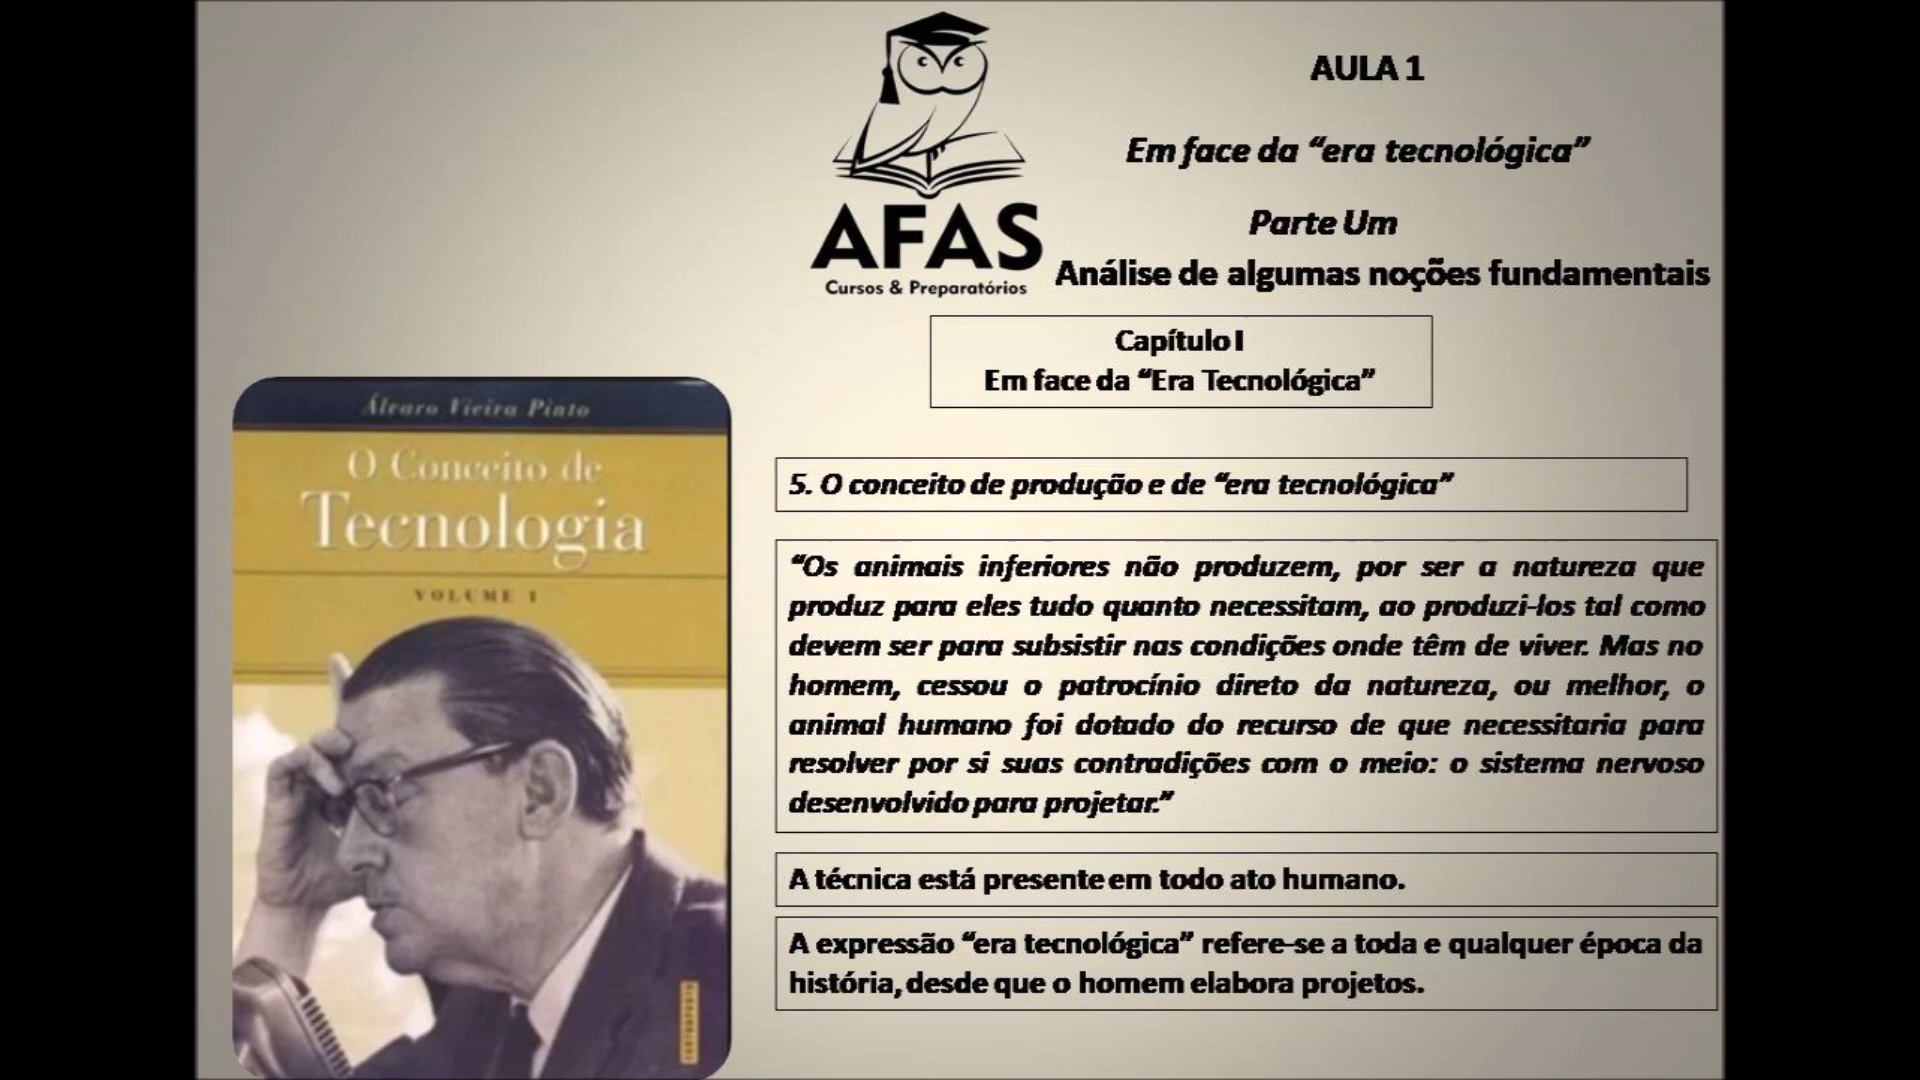 AULA 1
Em face da “era tecnológica”
Parte Um
Análise de algumas noções fundamentais
AFAS
Cursos & Preparatórios
Capítulo I
Em face da “Era Tecnológica”
Álvaro Vieira Pinto
O Conceito de
Tecnologia
VOLUME I
CONTRAPONTO
5. O conceito de produção e de “era tecnológica”
“Os animais inferiores não produzem, por ser a natureza que
produz para eles tudo quanto necessitam, ao produzi-los tal como
devem ser para subsistir nas condições onde têm de viver. Mas no
homem, cessou o patrocínio direto da natureza, ou melhor, o
animal humano foi dotado do recurso de que necessitaria para
resolver por si suas contradições com o meio: o sistema nervoso
desenvolvido para projetar.”
A técnica está presente em todo ato humano.
A expressão “era tecnológica” refere-se a toda e qualquer época da
história, desde que o homem elabora projetos.